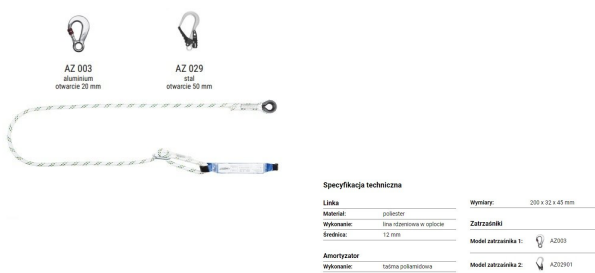 AZ 003
aluminium
otwarcie 20 mm
AZ 029
stal
otwarcie 50 mm
Specyfikacja techniczna
Linka
Materiał: poliester
Wykonanie: lina rdzeniowa w oplocie
Średnica: 12 mm
Amortyzator
Wykonanie: taśma poliamidowa
Wymiary: 200 x 32 x 45 mm
Zatrzaśniki
Model zatrzaśnika 1: AZ003
Model zatrzaśnika 2: AZ02901